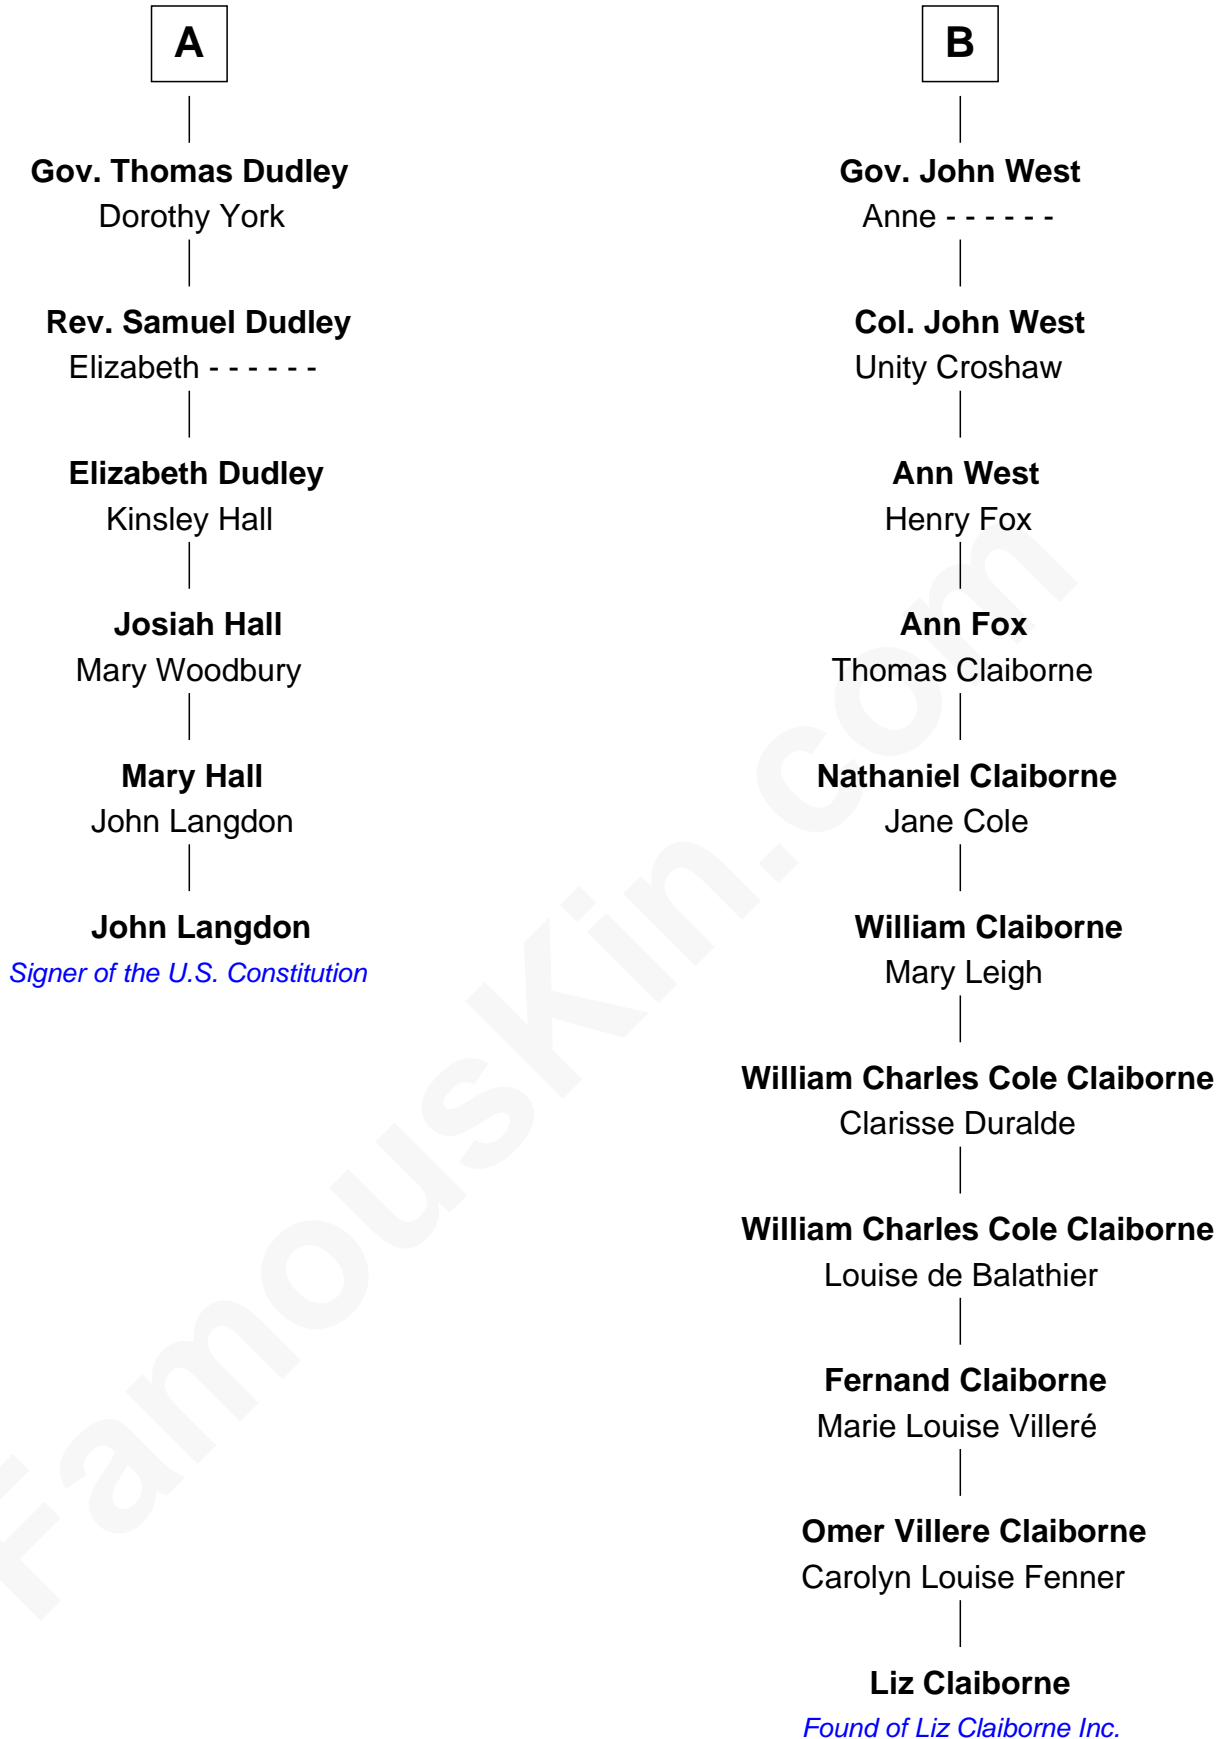 A
Gov. Thomas Dudley
Dorothy York
Rev. Samuel Dudley
Elizabeth - - - - - -
Elizabeth Dudley
Kinsley Hall
Josiah Hall
Mary Woodbury
Mary Hall
John Langdon
John Langdon
Signer of the U.S. Constitution
B
Gov. John West
Anne - - - - - -
Col. John West
Unity Croshaw
Ann West
Henry Fox
Ann Fox
Thomas Claiborne
Nathaniel Claiborne
Jane Cole
William Claiborne
Mary Leigh
William Charles Cole Claiborne
Clarisse Duralde
William Charles Cole Claiborne
Louise de Balathier
Fernand Claiborne
Marie Louise Villeré
Omer Villere Claiborne
Carolyn Louise Fenner
Liz Claiborne
Found of Liz Claiborne Inc.
FamousKin.com